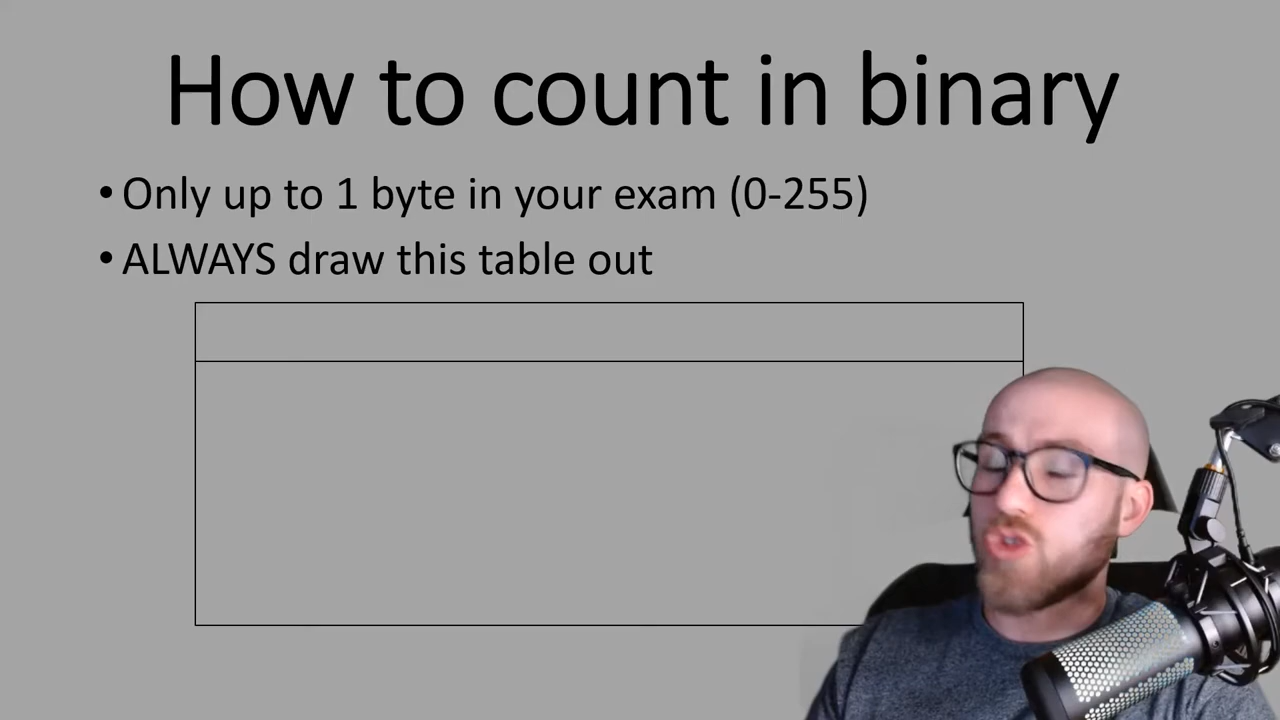 How to count in binary
• Only up to 1 byte in your exam (0-255)
• ALWAYS draw this table out